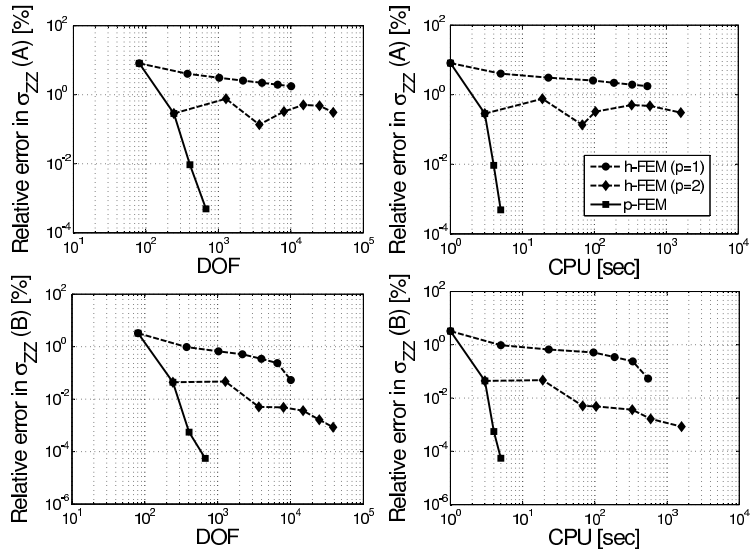 Relative error in σZZ (A) [%]
10^2
10^0
10^-2
10^-4
10^1 10^2 10^3 10^4 10^5
DOF
Relative error in σZZ (A) [%]
10^2
10^0
10^-2
10^-4
h-FEM (p=1)
h-FEM (p=2)
p-FEM
10^0 10^1 10^2 10^3 10^4
CPU [sec]
Relative error in σZZ (B) [%]
10^2
10^0
10^-2
10^-4
10^-6
10^1 10^2 10^3 10^4 10^5
DOF
Relative error in σZZ (B) [%]
10^2
10^0
10^-2
10^-4
10^-6
10^0 10^1 10^2 10^3 10^4
CPU [sec]